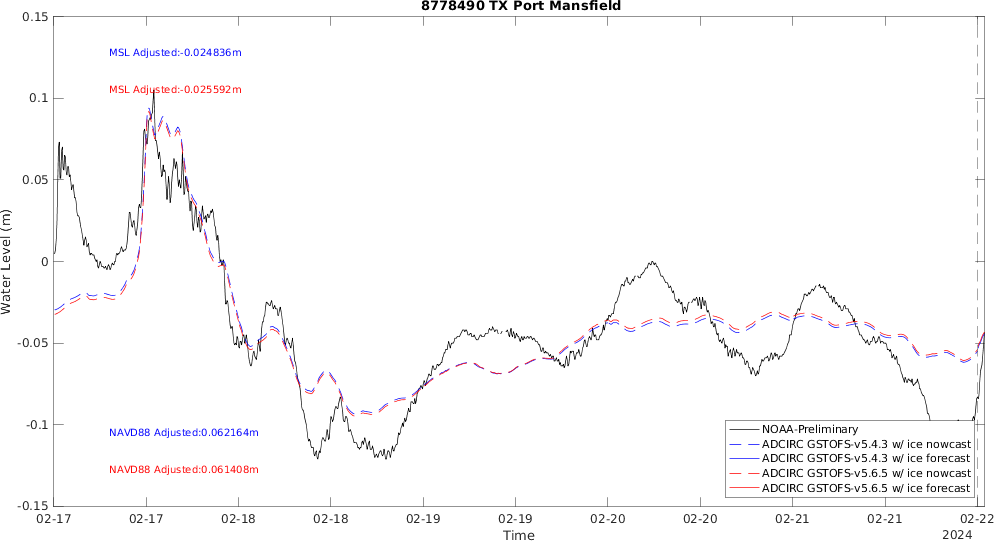 8778490 TX Port Mansfield
0.15
0.1
0.05
0
-0.05
-0.1
-0.15
Water Level (m)
MSL Adjusted:-0.024836m
MSL Adjusted:-0.025592m
NAVD88 Adjusted:0.062164m
NAVD88 Adjusted:0.061408m
NOAA-Preliminary
ADCIRC GSTOFS-v5.4.3 w/ ice nowcast
ADCIRC GSTOFS-v5.4.3 w/ ice forecast
ADCIRC GSTOFS-v5.6.5 w/ ice nowcast
ADCIRC GSTOFS-v5.6.5 w/ ice forecast
02-17 02-17 02-18 02-18 02-19 02-19 02-20 02-20 02-21 02-21 02-22
Time
2024